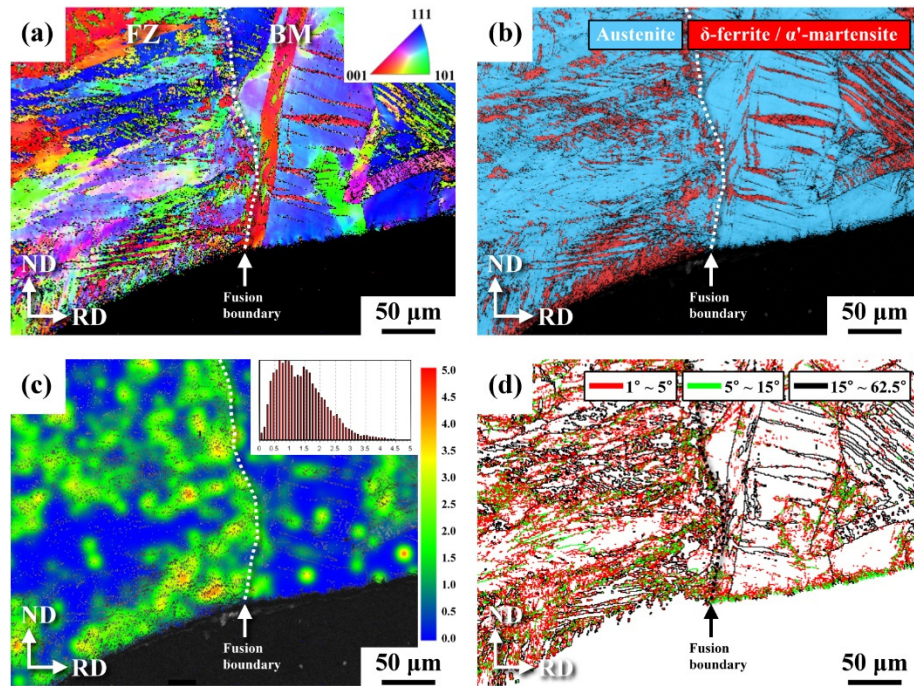 (a)
FZ
BM
111
001
101
ND
RD
Fusion
boundary
50 μm
(b)
Austenite
δ-ferrite / α'-martensite
ND
RD
Fusion
boundary
50 μm
(c)
0 0.5 1 1.5 2 2.5 3 3.5 4 4.5 5
5.0
4.5
4.0
3.5
3.0
2.5
2.0
1.5
1.0
0.5
0.0
ND
RD
Fusion
boundary
50 μm
(d)
1° ~ 5°
5° ~ 15°
15° ~ 62.5°
ND
RD
Fusion
boundary
50 μm